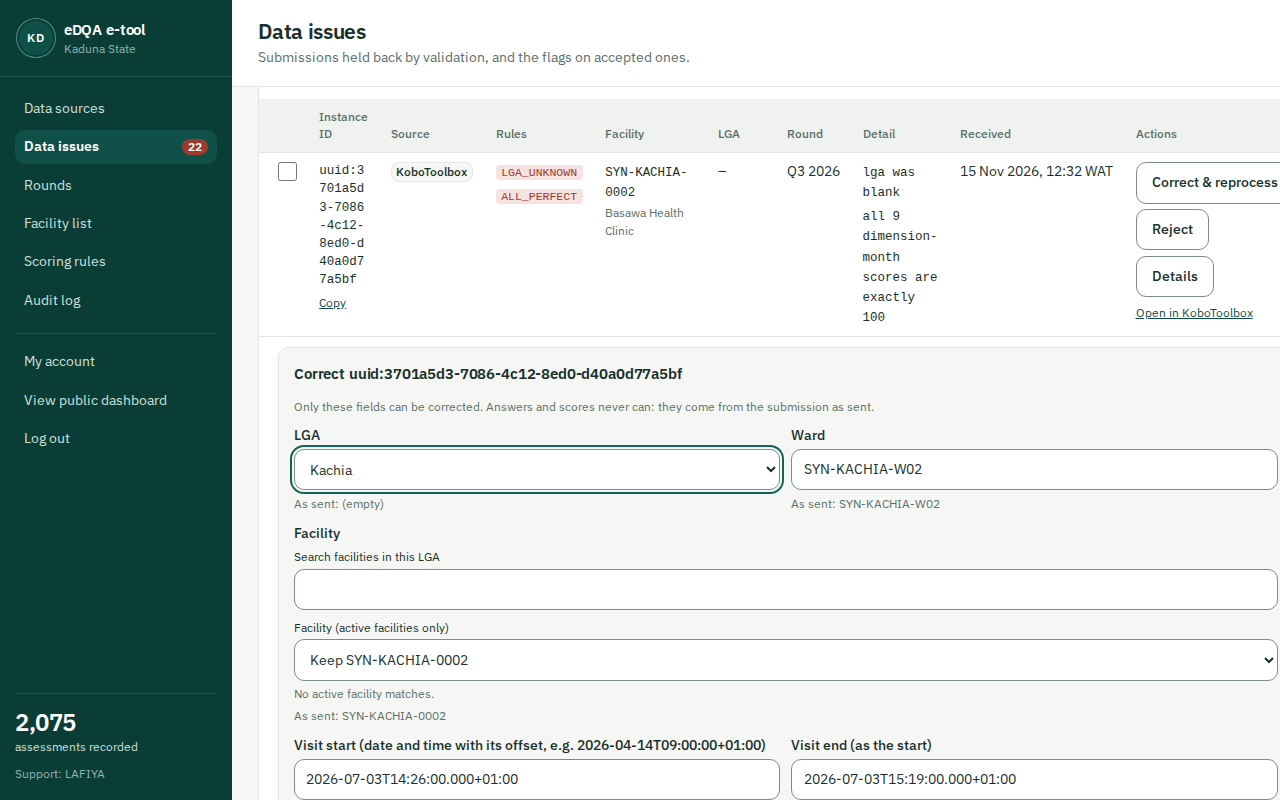 KD
eDQA e-tool
Kaduna State
Data sources
Data issues
22
Rounds
Facility list
Scoring rules
Audit log
My account
View public dashboard
Log out
2,075
assessments recorded
Support: LAFIYA
Data issues
Submissions held back by validation, and the flags on accepted ones.
Instance ID Source Rules Facility LGA Round Detail Received Actions
uuid:3
701a5d
3-7086
-4c12-
8ed0-d
40a0d7
7a5bf
Copy
KoboToolbox
LGA_UNKNOWN
ALL_PERFECT
SYN-KACHIA-
0002
Basawa Health
Clinic
–
Q3 2026
lga was
blank
all 9
dimension-
month
scores are
exactly
100
15 Nov 2026, 12:32 WAT
Correct & reprocess
Reject
Details
Open in KoboToolbox
Correct uuid:3701a5d3-7086-4c12-8ed0-d40a0d77a5bf
Only these fields can be corrected. Answers and scores never can: they come from the submission as sent.
LGA
Kachia
As sent: (empty)
Ward
SYN-KACHIA-W02
As sent: SYN-KACHIA-W02
Facility
Search facilities in this LGA
Facility (active facilities only)
Keep SYN-KACHIA-0002
No active facility matches.
As sent: SYN-KACHIA-0002
Visit start (date and time with its offset, e.g. 2026-04-14T09:00:00+01:00)
2026-07-03T14:26:00.000+01:00
Visit end (as the start)
2026-07-03T15:19:00.000+01:00